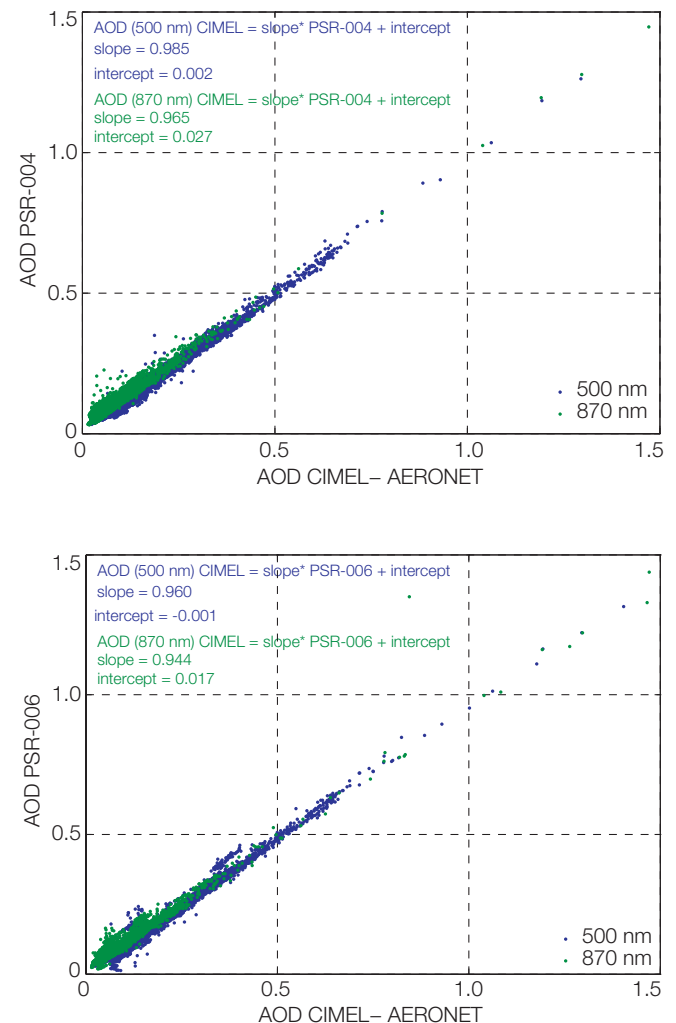 1.5
AOD (500 nm) CIMEL = slope* PSR-004 + intercept
slope = 0.985
intercept = 0.002
AOD (870 nm) CIMEL = slope* PSR-004 + intercept
slope = 0.965
intercept = 0.027
1.0
AOD PSR-004
0.5
500 nm
870 nm
0
0 0.5 1.0 1.5
AOD CIMEL– AERONET
1.5
AOD (500 nm) CIMEL = slope* PSR-006 + intercept
slope = 0.960
intercept = -0.001
AOD (870 nm) CIMEL = slope* PSR-006 + intercept
slope = 0.944
intercept = 0.017
1.0
AOD PSR-006
0.5
500 nm
870 nm
0
0 0.5 1.0 1.5
AOD CIMEL– AERONET